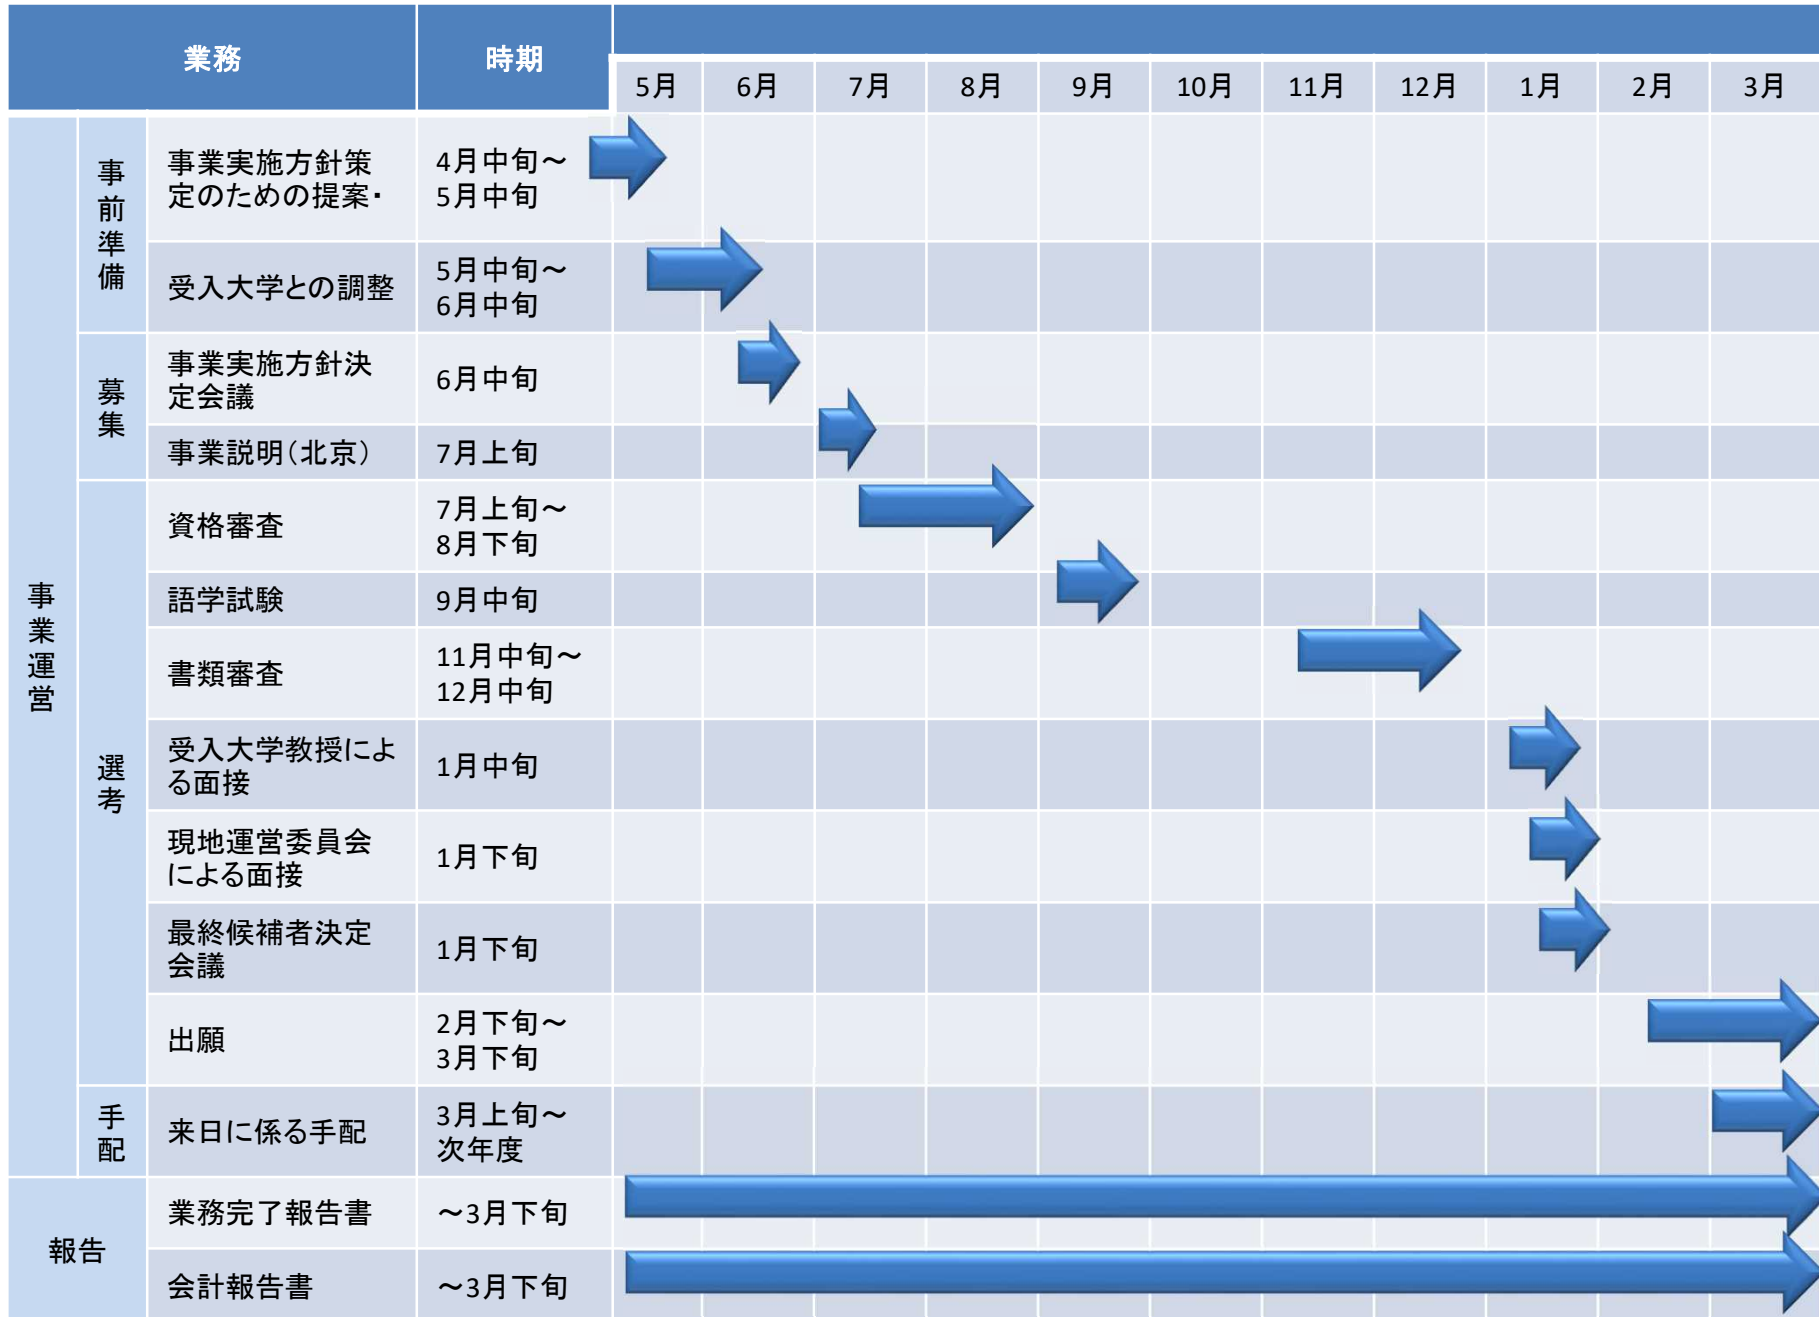 業務
時期
5月
6月
7月
8月
9月
10月
11月
12月
1月
2月
3月
事業運営
事前準備
事業実施方針策
定のための提案・
4月中旬～
5月中旬
受入大学との調整
5月中旬～
6月中旬
募集
事業実施方針決
定会議
6月中旬
事業説明（北京）
7月上旬
選考
資格審査
7月上旬～
8月下旬
語学試験
9月中旬
書類審査
11月中旬～
12月中旬
受入大学教授によ
る面接
1月中旬
現地運営委員会
による面接
1月下旬
最終候補者決定
会議
1月下旬
出願
2月下旬～
3月下旬
手配
来日に係る手配
3月上旬～
次年度
報告
業務完了報告書
～3月下旬
会計報告書
～3月下旬